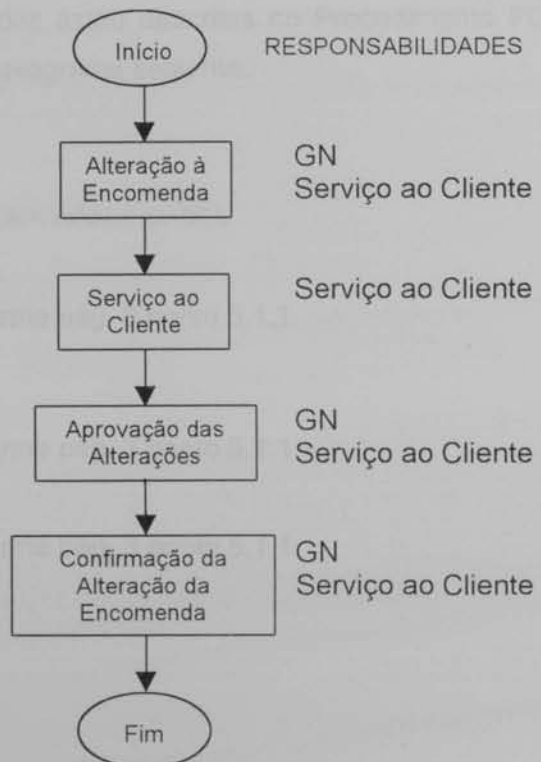 Início
RESPONSABILIDADES
Alteração à
Encomenda
GN
Serviço ao Cliente
Serviço ao
Cliente
Serviço ao Cliente
Aprovação das
Alterações
GN
Serviço ao Cliente
Confirmação da
Alteração da
Encomenda
GN
Serviço ao Cliente
Fim